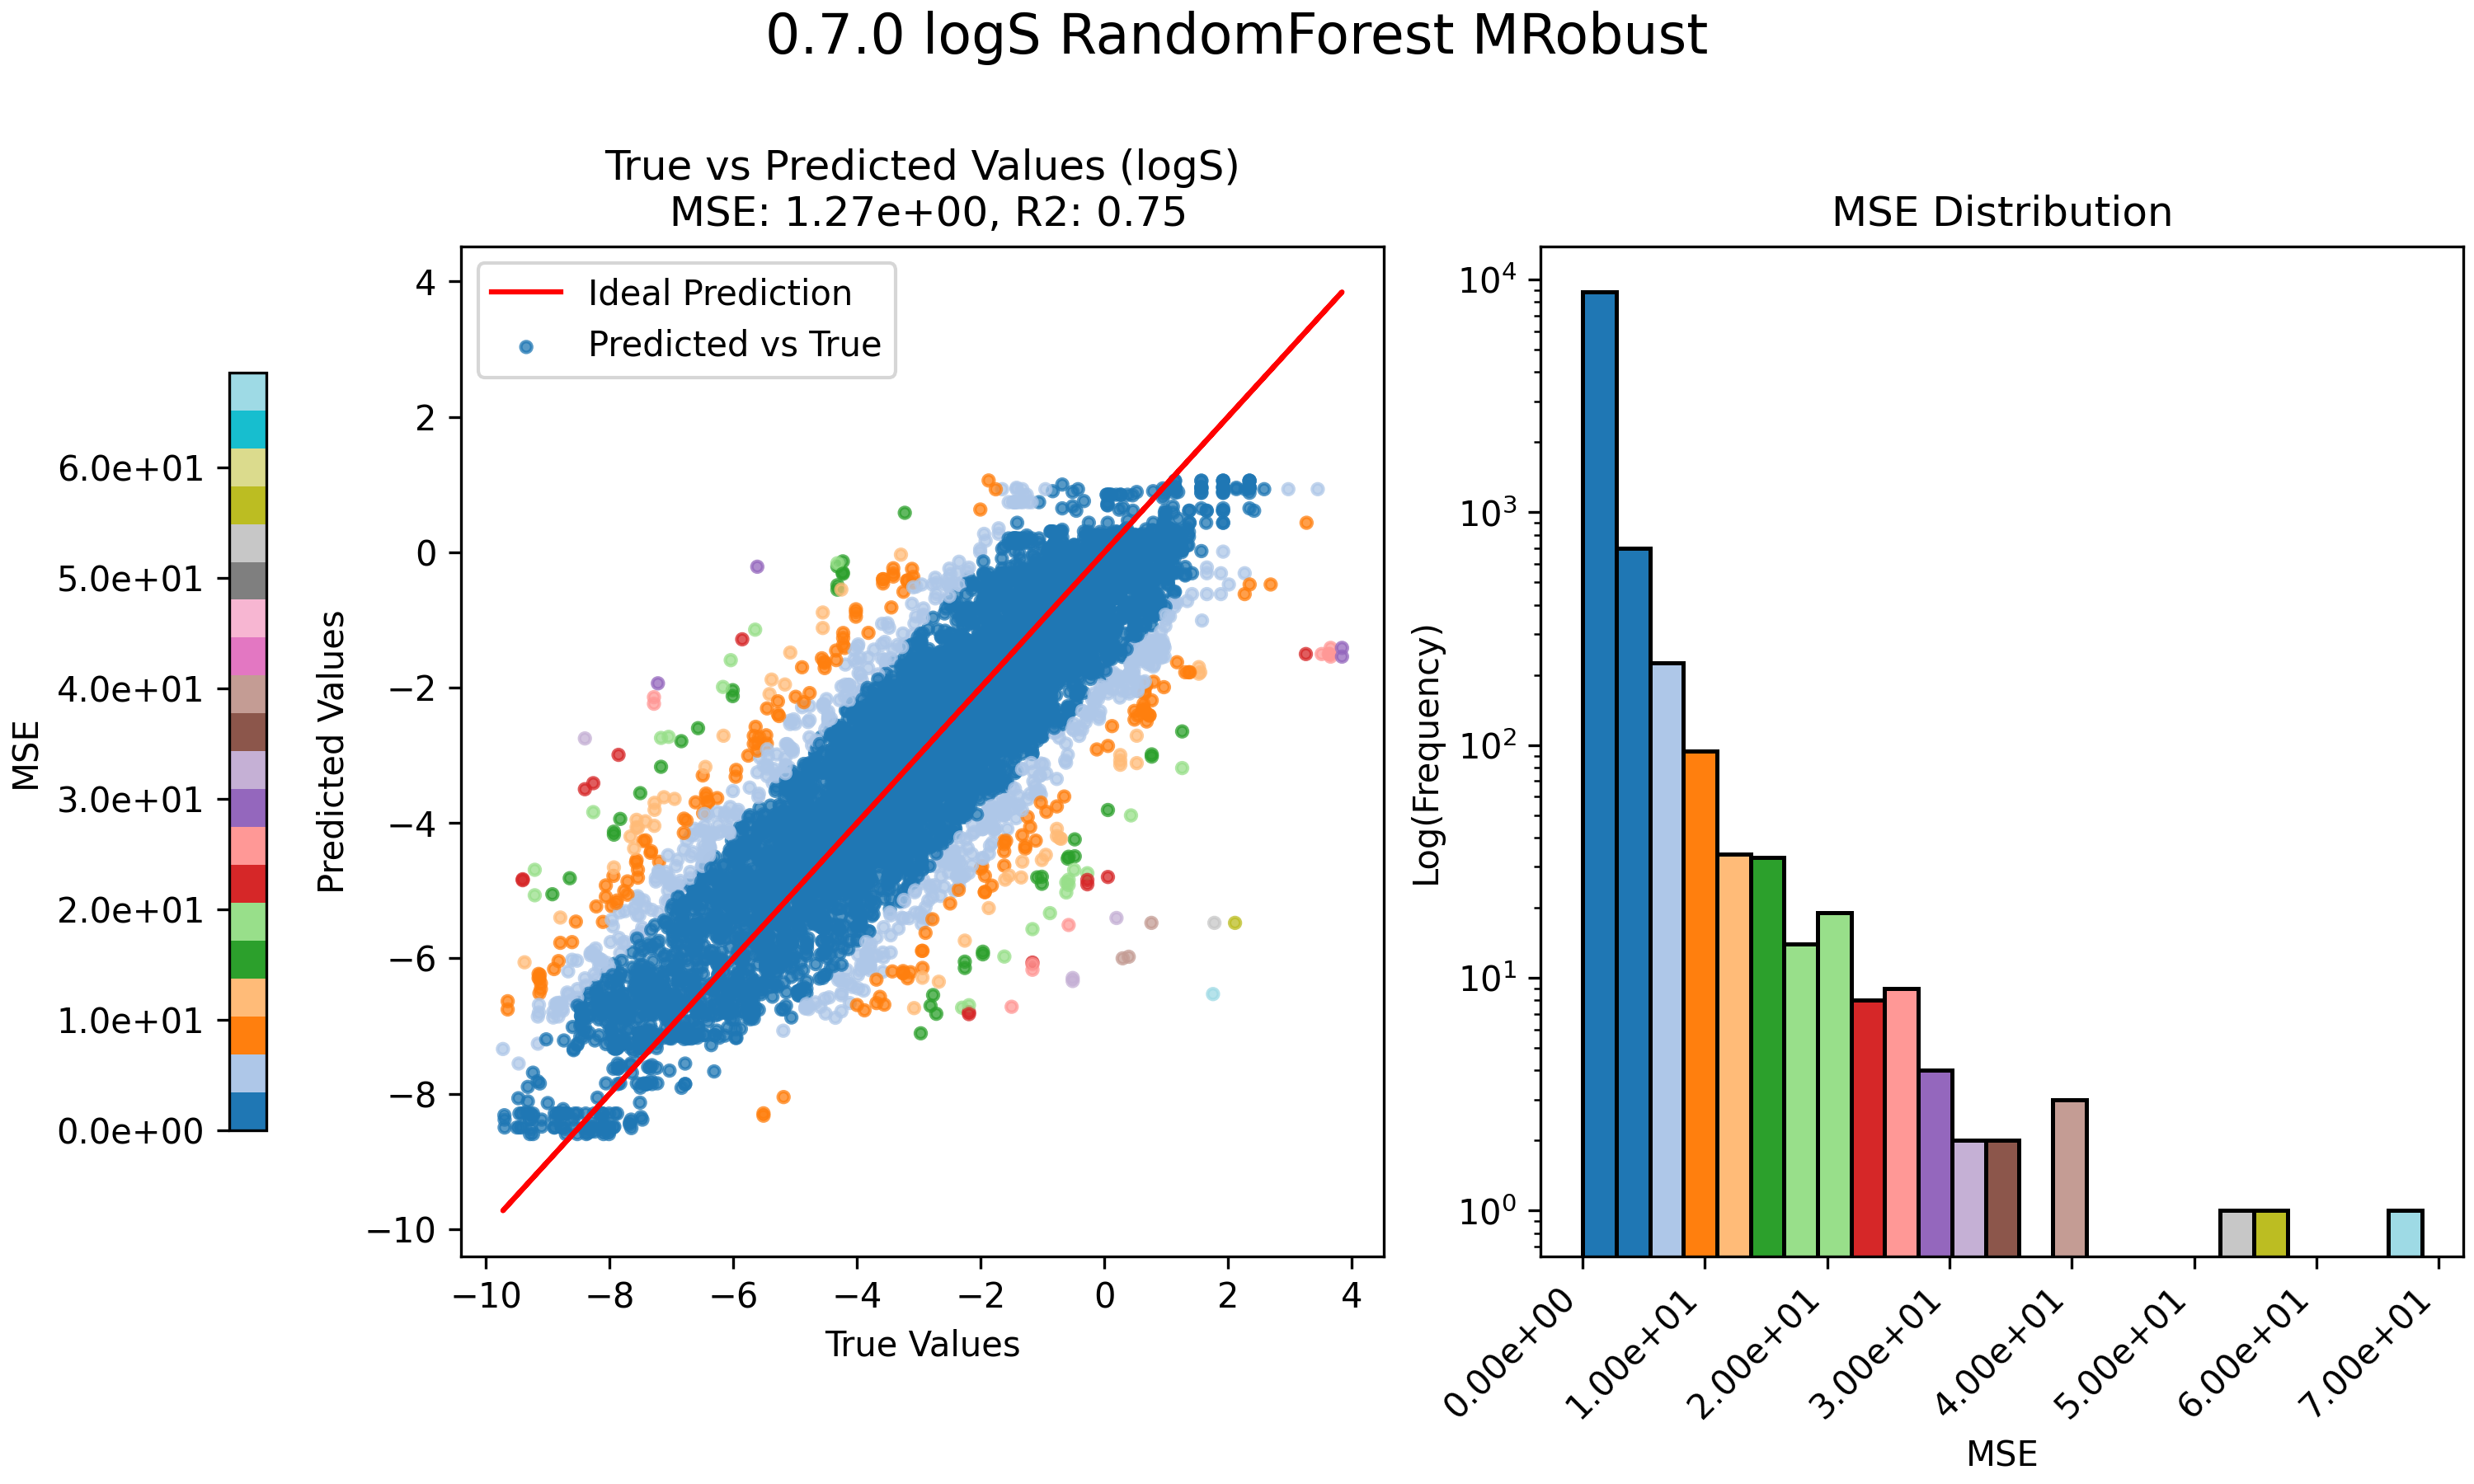 0.7.0 logS RandomForest MRobust
True vs Predicted Values (logS)
MSE: 1.27e+00, R2: 0.75
MSE Distribution
Ideal Prediction
Predicted vs True
MSE
6.0e+01
5.0e+01
4.0e+01
3.0e+01
2.0e+01
1.0e+01
0.0e+00
Predicted Values
4
2
0
−2
−4
−6
−8
−10
−10 −8 −6 −4 −2 0 2 4
True Values
Log(Frequency)
10⁴
10³
10²
10¹
10⁰
0.00e+00 1.00e+01 2.00e+01 3.00e+01 4.00e+01 5.00e+01 6.00e+01 7.00e+01
MSE